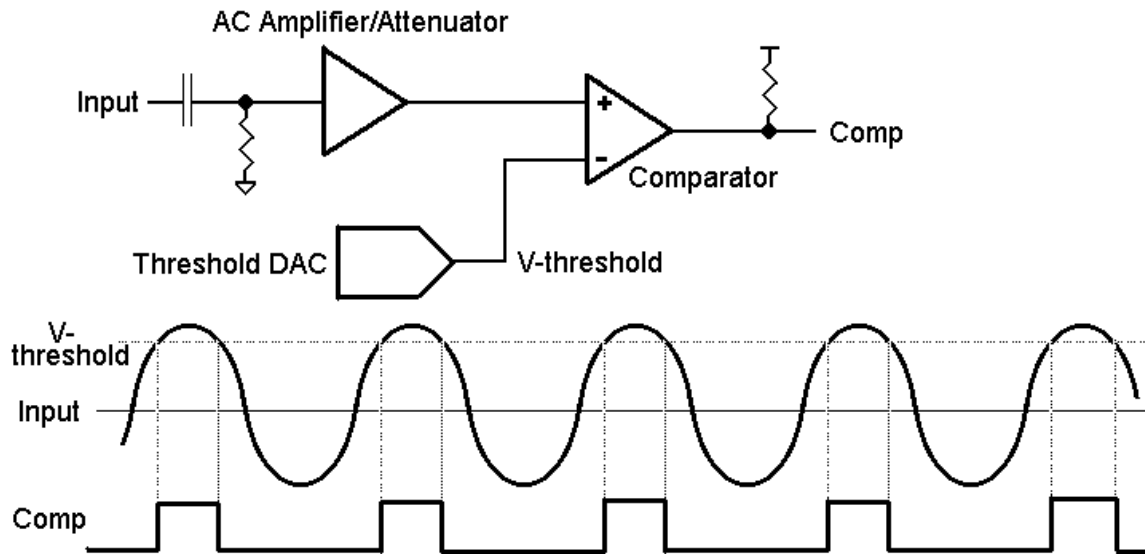 AC Amplifier/Attenuator
Input
+
-
Comp
Comparator
Threshold DAC
V-threshold
V-
threshold
Input
Comp